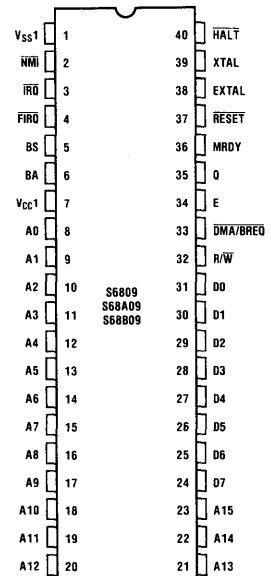 VSS1 1 40 HALT
NMI 2 39 XTAL
IRQ 3 38 EXTAL
FIRQ 4 37 RESET
BS 5 36 MRDY
BA 6 35 Q
VCC1 7 34 E
A0 8 33 DMA/BREQ
A1 9 32 R/W
A2 10 31 D0
S6809
A3 11 30 D1
S68A09
S68B09
A4 12 29 D2
A5 13 28 D3
A6 14 27 D4
A7 15 26 D5
A8 16 25 D6
A9 17 24 D7
A10 18 23 A15
A11 19 22 A14
A12 20 21 A13